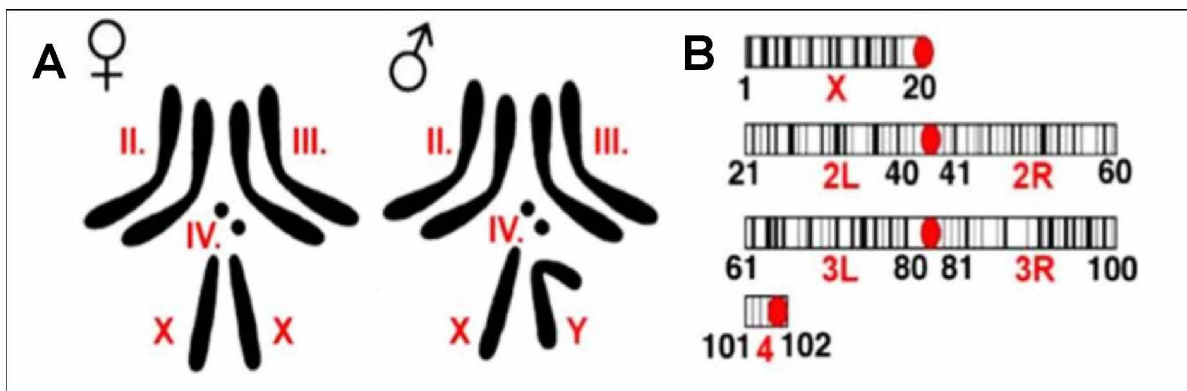 A
♀
♂
II.
III.
II.
III.
IV.
IV.
X
X
X
Y
B
1
X
20
21
2L
40
41
2R
60
61
3L
80
81
3R
100
101
4
102